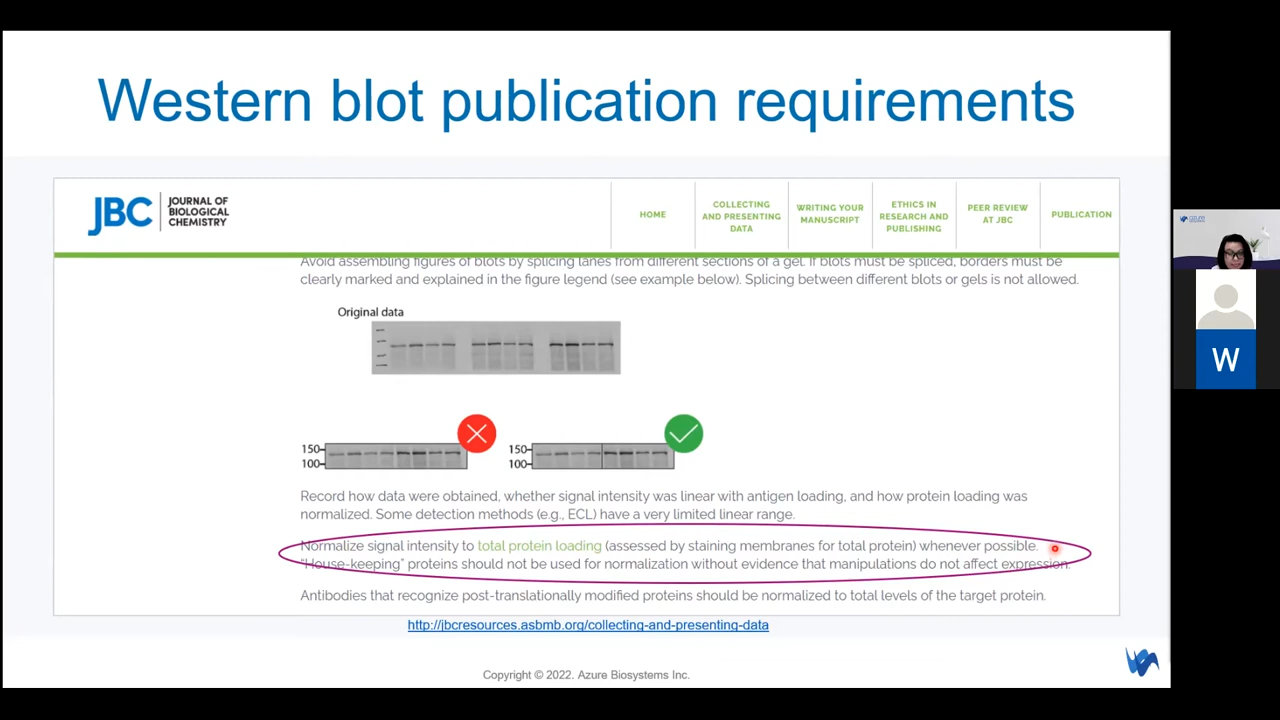 Western blot publication requirements
JBC
JOURNAL OF
BIOLOGICAL
CHEMISTRY
HOME
COLLECTING
AND PRESENTING
DATA
WRITING YOUR
MANUSCRIPT
ETHICS IN
RESEARCH AND
PUBLISHING
PEER REVIEW
AT JBC
PUBLICATION
Avoid assembling figures of blots by splicing lanes from different sections of a gel. If blots must be spliced, borders must be
clearly marked and explained in the figure legend (see example below). Splicing between different blots or gels is not allowed.
Original data
150
100
150
100
Record how data were obtained, whether signal intensity was linear with antigen loading, and how protein loading was
normalized. Some detection methods (e.g., ECL) have a very limited linear range.
Normalize signal intensity to total protein loading (assessed by staining membranes for total protein) whenever possible.
"House-keeping" proteins should not be used for normalization without evidence that manipulations do not affect expression.
Antibodies that recognize post-translationally modified proteins should be normalized to total levels of the target protein.
http://jbcresources.asbmb.org/collecting-and-presenting-data
Copyright © 2022. Azure Biosystems Inc.
azure
W